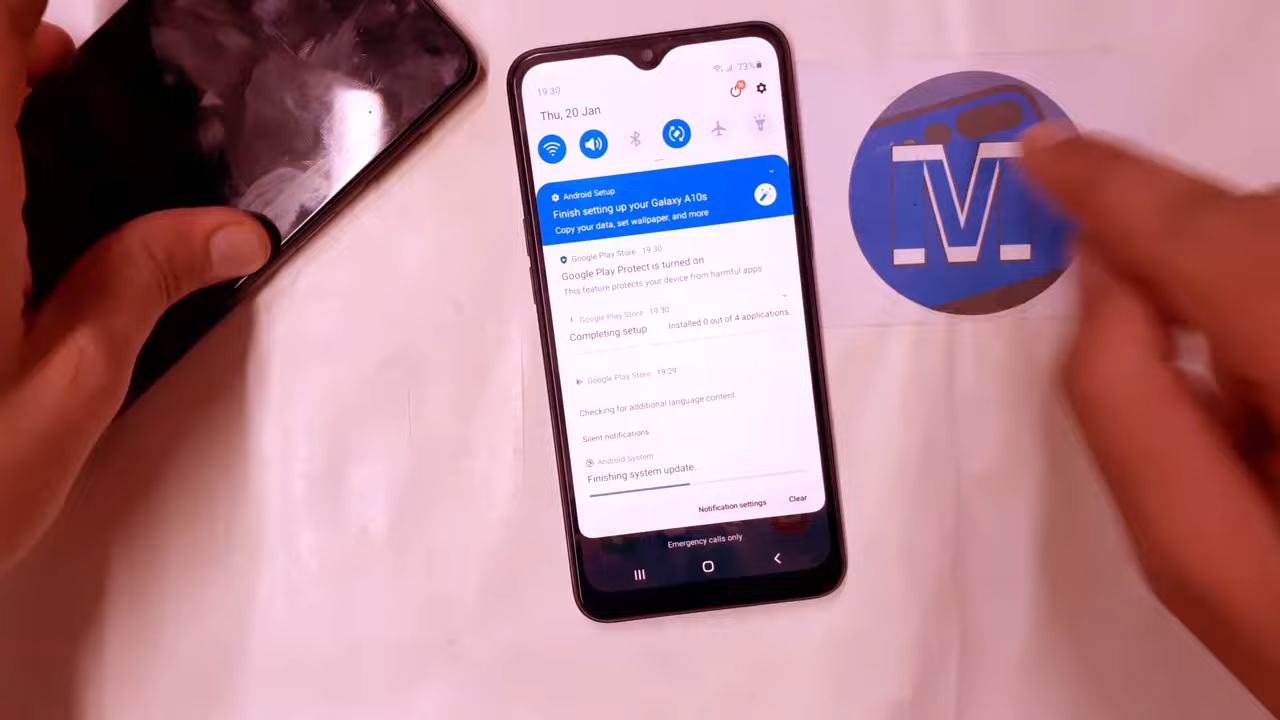 19:30
73%
Thu, 20 Jan
Android Setup
Finish setting up your Galaxy A10s
Copy your data, set wallpaper, and more
Google Play Store 19:30
Google Play Protect is turned on
This feature protects your device from harmful apps
Google Play Store 19:30
Completing setup Installed 0 out of 4 applications
Google Play Store 19:29
Checking for additional language content.
Silent notifications
Android System
Finishing system update...
Notification settings Clear
Emergency calls only
M